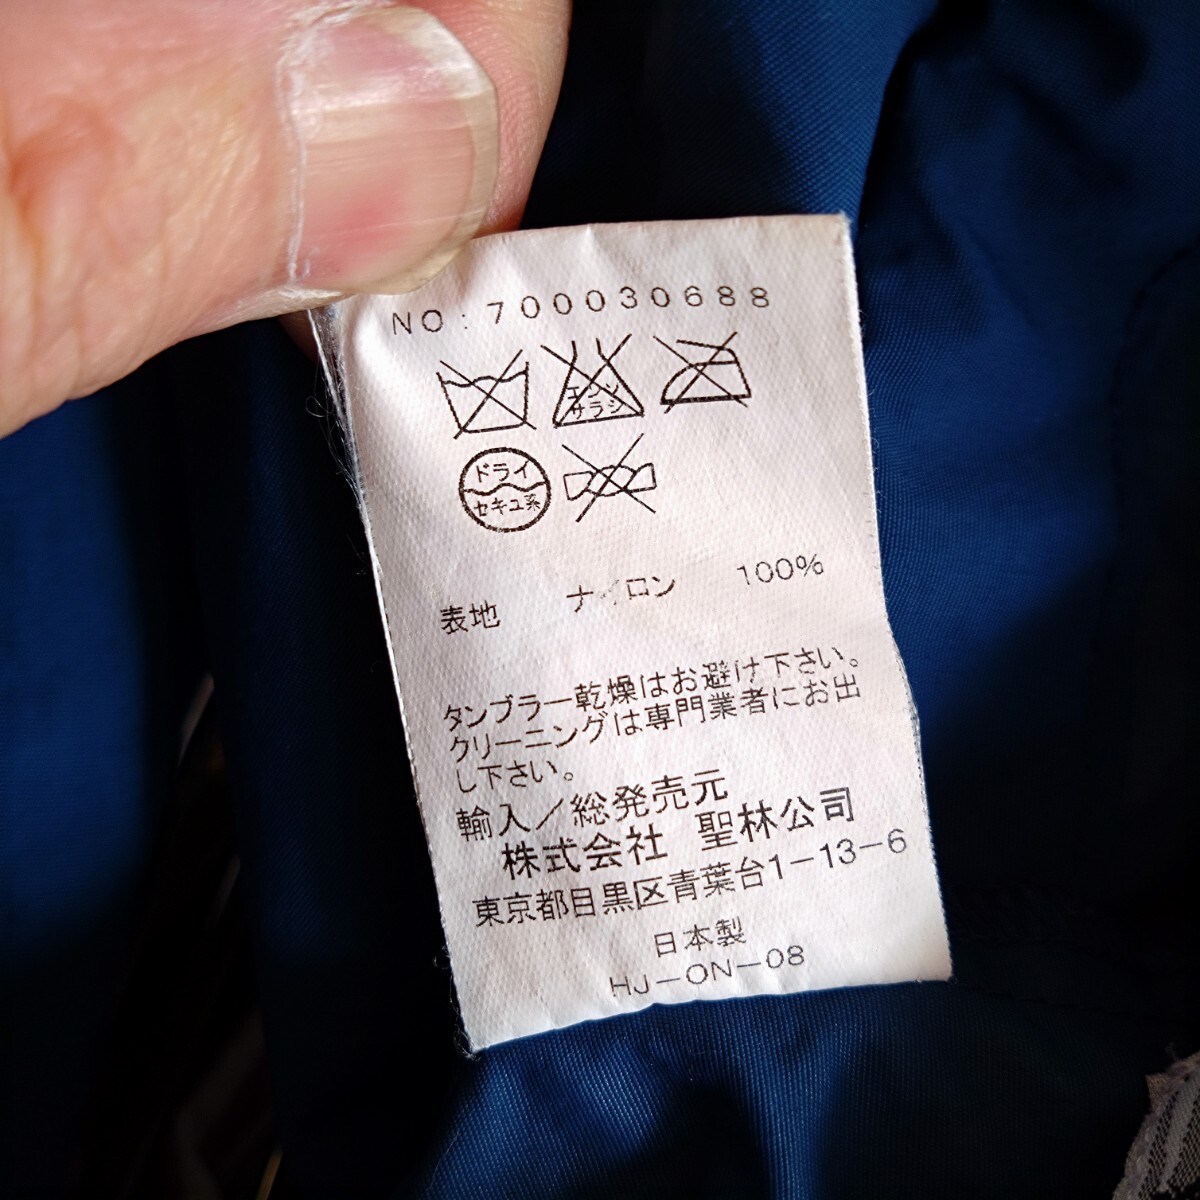 NO:700030688
エンソ
サラシ
ドライ
セキユ系
表地 ナイロン 100%
タンブラー乾燥はお避け下さい。
クリーニングは専門業者にお出
し下さい。
輸入/総発売元
株式会社 聖林公司
東京都目黒区青葉台1-13-6
日本製
HJ-ON-08